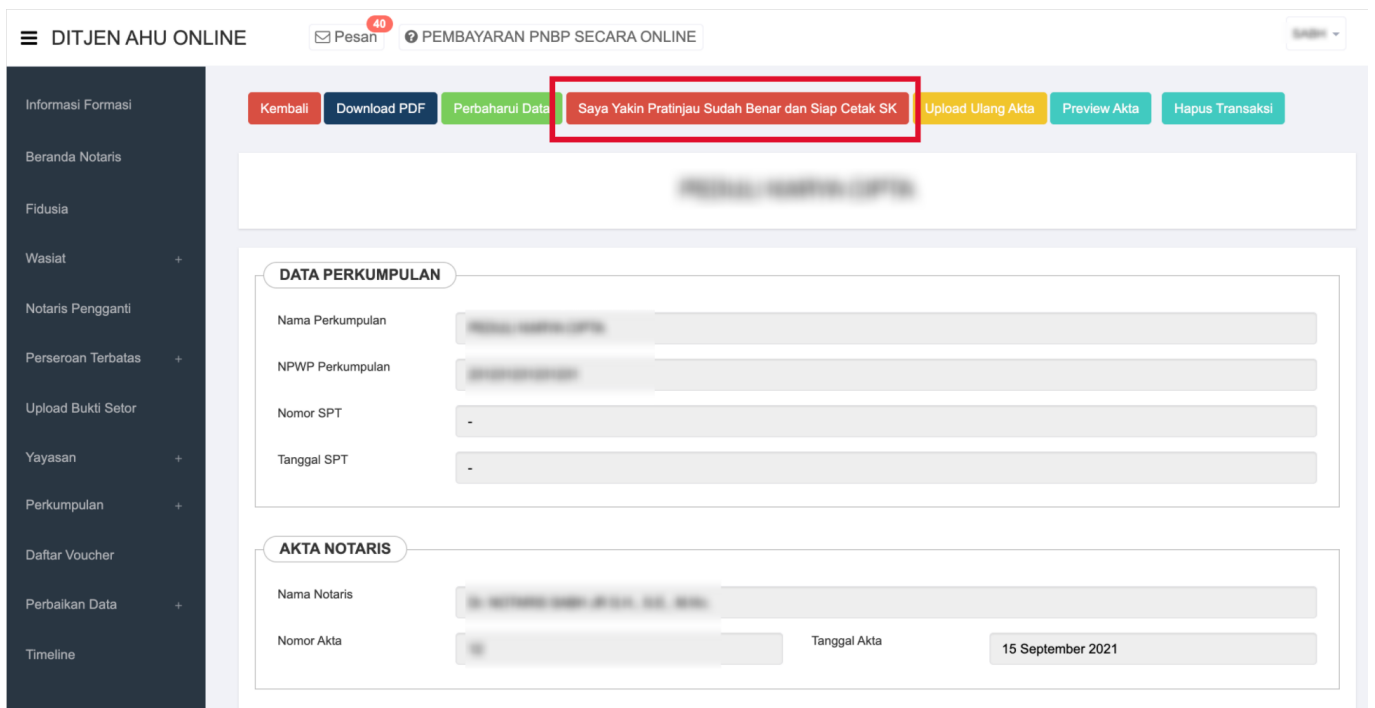 DITJEN AHU ONLINE
Pesan 40
PEMBAYARAN PNBP SECARA ONLINE
Informasi Formasi
Beranda Notaris
Fidusia
Wasiat +
Notaris Pengganti
Perseroan Terbatas +
Upload Bukti Setor
Yayasan +
Perkumpulan +
Daftar Voucher
Perbaikan Data +
Timeline
Kembali
Download PDF
Perbaharui Data
Saya Yakin Pratinjau Sudah Benar dan Siap Cetak SK
Upload Ulang Akta
Preview Akta
Hapus Transaksi
DATA PERKUMPULAN
Nama Perkumpulan
NPWP Perkumpulan
Nomor SPT
-
Tanggal SPT
-
AKTA NOTARIS
Nama Notaris
Nomor Akta
Tanggal Akta
15 September 2021